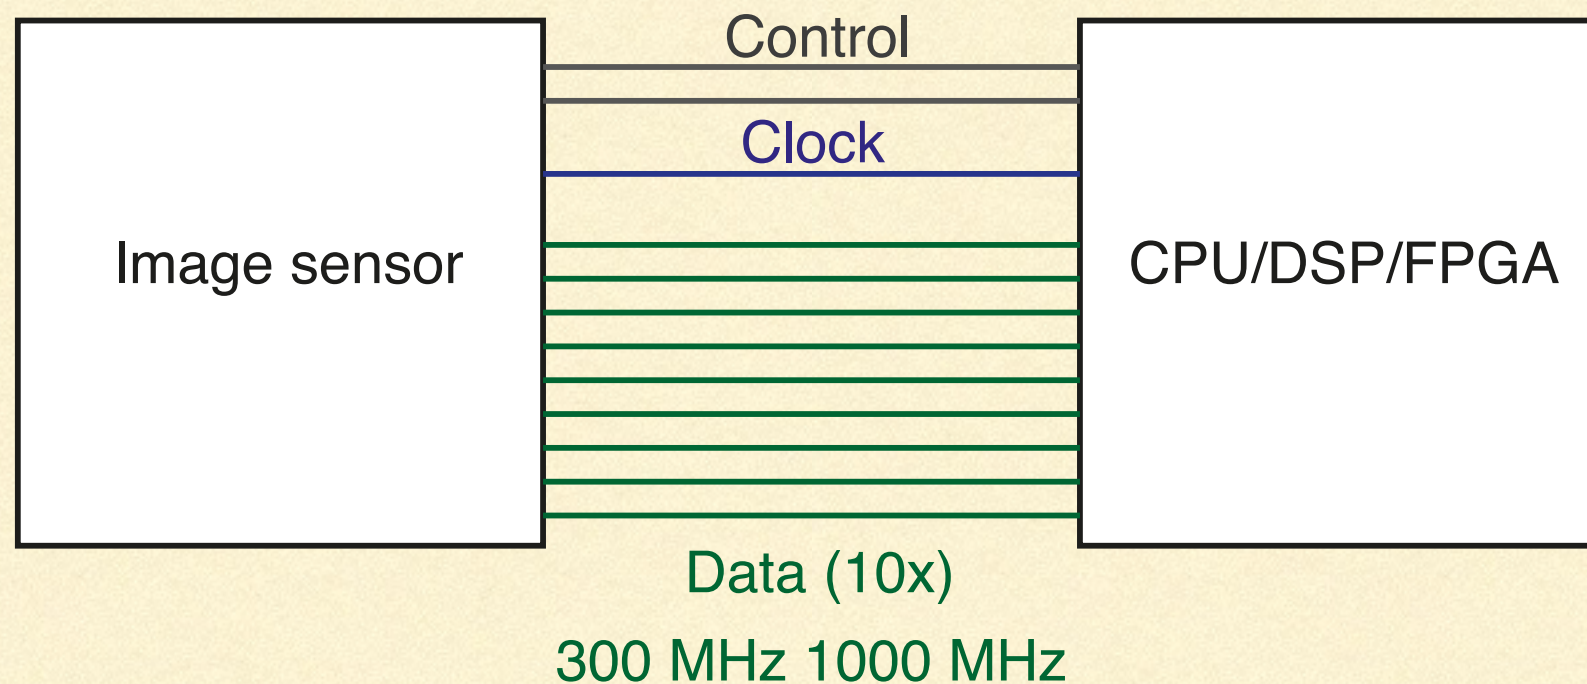 Control
Clock
Image sensor
CPU/DSP/FPGA
Data (10x)
300 MHz 1000 MHz